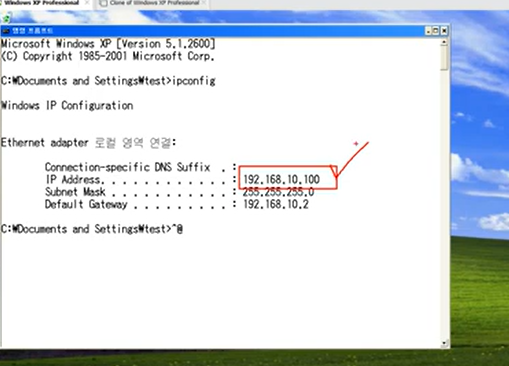 Windows XP Professional
Clone of Windows XP Professional
명령 프롬프트
Microsoft Windows XP [Version 5.1.2600]
(C) Copyright 1985-2001 Microsoft Corp.
C:₩Documents and Settings₩test>ipconfig
Windows IP Configuration
Ethernet adapter 로컬 영역 연결:
Connection-specific DNS Suffix . :
IP Address. . . . . . . . . . . . : 192.168.10.100
Subnet Mask . . . . . . . . . . . : 255.255.255.0
Default Gateway . . . . . . . . . : 192.168.10.2
C:₩Documents and Settings₩test>^@